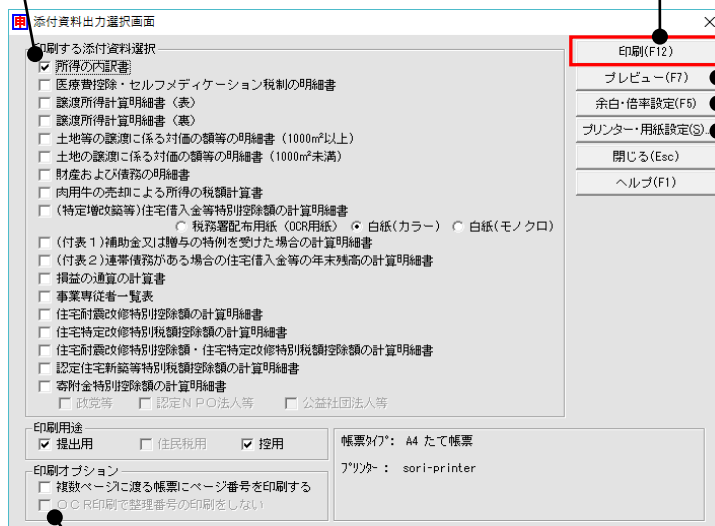 添付資料出力選択画面
印刷する添付資料選択
所得の内訳書
医療費控除・セルフメディケーション税制の明細書
譲渡所得計算明細書（表）
譲渡所得計算明細書（裏）
土地等の譲渡に係る対価の額等の明細書（1000㎡以上）
土地の譲渡に係る対価の額等の明細書（1000㎡未満）
財産および債務の明細書
肉用牛の売却による所得の税額計算書
(特定増改築等)住宅借入金等特別控除額の計算明細書
税務署配布用紙（OCR用紙） 白紙(カラー) 白紙(モノクロ)
(付表１)補助金又は贈与の特例を受けた場合の計算明細書
(付表２)連帯債務がある場合の住宅借入金等の年末残高の計算明細書
損益の通算の計算書
事業専従者一覧表
住宅耐震改修特別控除額の計算明細書
住宅特定改修特別税額控除額の計算明細書
住宅耐震改修特別控除額・住宅特定改修特別税額控除額の計算明細書
認定住宅新築等特別税額控除額の計算明細書
寄附金特別控除額の計算明細書
政党等 認定ＮＰＯ法人等 公益社団法人等
印刷(F12)
プレビュー(F7)
余白・倍率設定(F5)
プリンター・用紙設定(S)..
閉じる(Esc)
ヘルプ(F1)
印刷用途
提出用 住民税用 控用
印刷オプション
複数ページに渡る帳票にページ番号を印刷する
ＯＣＲ印刷で整理番号の印刷をしない
帳票ﾀｲﾌﾟ： A4 たて帳票
ﾌﾟﾘﾝﾀｰ： sori-printer